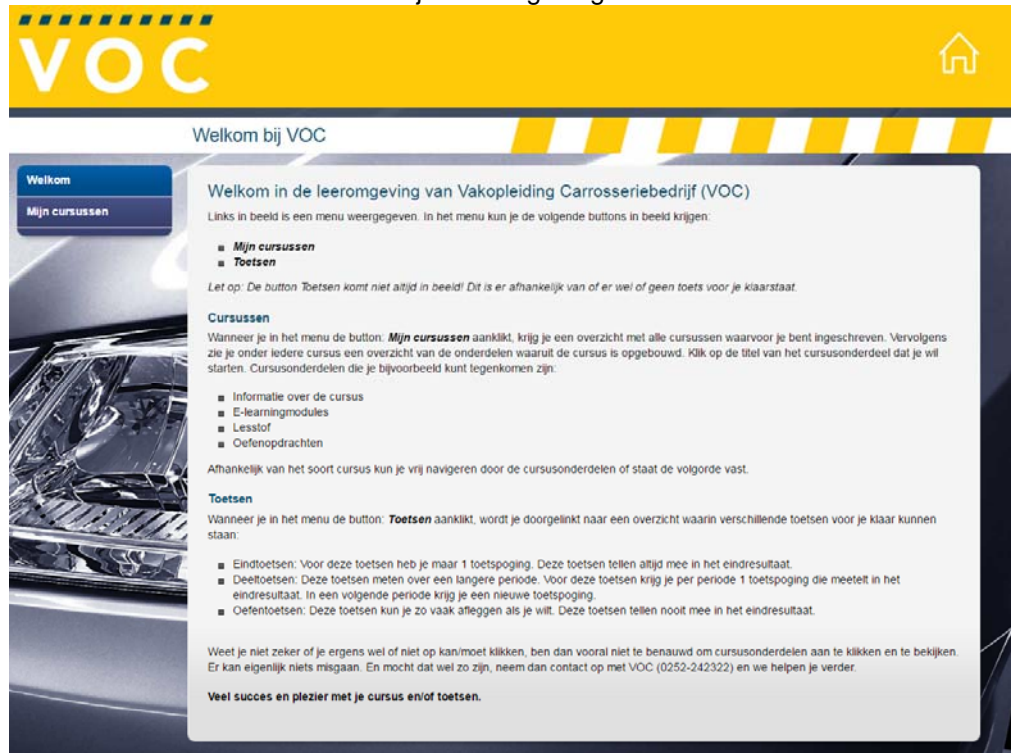 VOC
Welkom bij VOC
Welkom
Mijn cursussen
Welkom in de leeromgeving van Vakopleiding Carrosseriebedrijf (VOC)
Links in beeld is een menu weergegeven. In het menu kun je de volgende buttons in beeld krijgen:
Mijn cursussen
Toetsen
Let op: De button Toetsen komt niet altijd in beeld! Dit is er afhankelijk van of er wel of geen toets voor je klaarstaat.
Cursussen
Wanneer je in het menu de button: Mijn cursussen aanklikt, krijg je een overzicht met alle cursussen waarvoor je bent ingeschreven. Vervolgens
zie je onder iedere cursus een overzicht van de onderdelen waaruit de cursus is opgebouwd. Klik op de titel van het cursusonderdeel dat je wil
starten. Cursusonderdelen die je bijvoorbeeld kunt tegenkomen zijn:
Informatie over de cursus
E-learningmodules
Lesstof
Oefenopdrachten
Afhankelijk van het soort cursus kun je vrij navigeren door de cursusonderdelen of staat de volgorde vast.
Toetsen
Wanneer je in het menu de button: Toetsen aanklikt, wordt je doorgelinkt naar een overzicht waarin verschillende toetsen voor je klaar kunnen
staan:
Eindtoetsen: Voor deze toetsen heb je maar 1 toetspoging. Deze toetsen tellen altijd mee in het eindresultaat.
Deeltoetsen: Deze toetsen meten over een langere periode. Voor deze toetsen krijg je per periode 1 toetspoging die meetelt in het
eindresultaat. In een volgende periode krijg je een nieuwe toetspoging.
Oefentoetsen: Deze toetsen kun je zo vaak afleggen als je wilt. Deze toetsen tellen nooit mee in het eindresultaat.
Weet je niet zeker of je ergens wel of niet op kan/moet klikken, ben dan vooral niet te benauwd om cursusonderdelen aan te klikken en te bekijken.
Er kan eigenlijk niets misgaan. En mocht dat wel zo zijn, neem dan contact op met VOC (0252-242322) en we helpen je verder.
Veel succes en plezier met je cursus en/of toetsen.